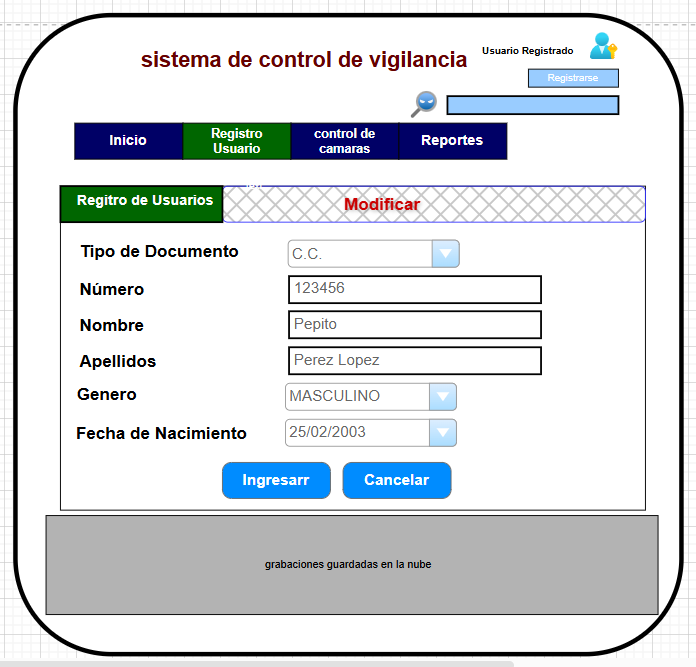 sistema de control de vigilancia
Usuario Registrado
Registrarse
Inicio
Registro
Usuario
control de
camaras
Reportes
Regitro de Usuarios
Modificar
Tipo de Documento
C.C.
Número
123456
Nombre
Pepito
Apellidos
Perez Lopez
Genero
MASCULINO
Fecha de Nacimiento
25/02/2003
Ingresarr
Cancelar
grabaciones guardadas en la nube